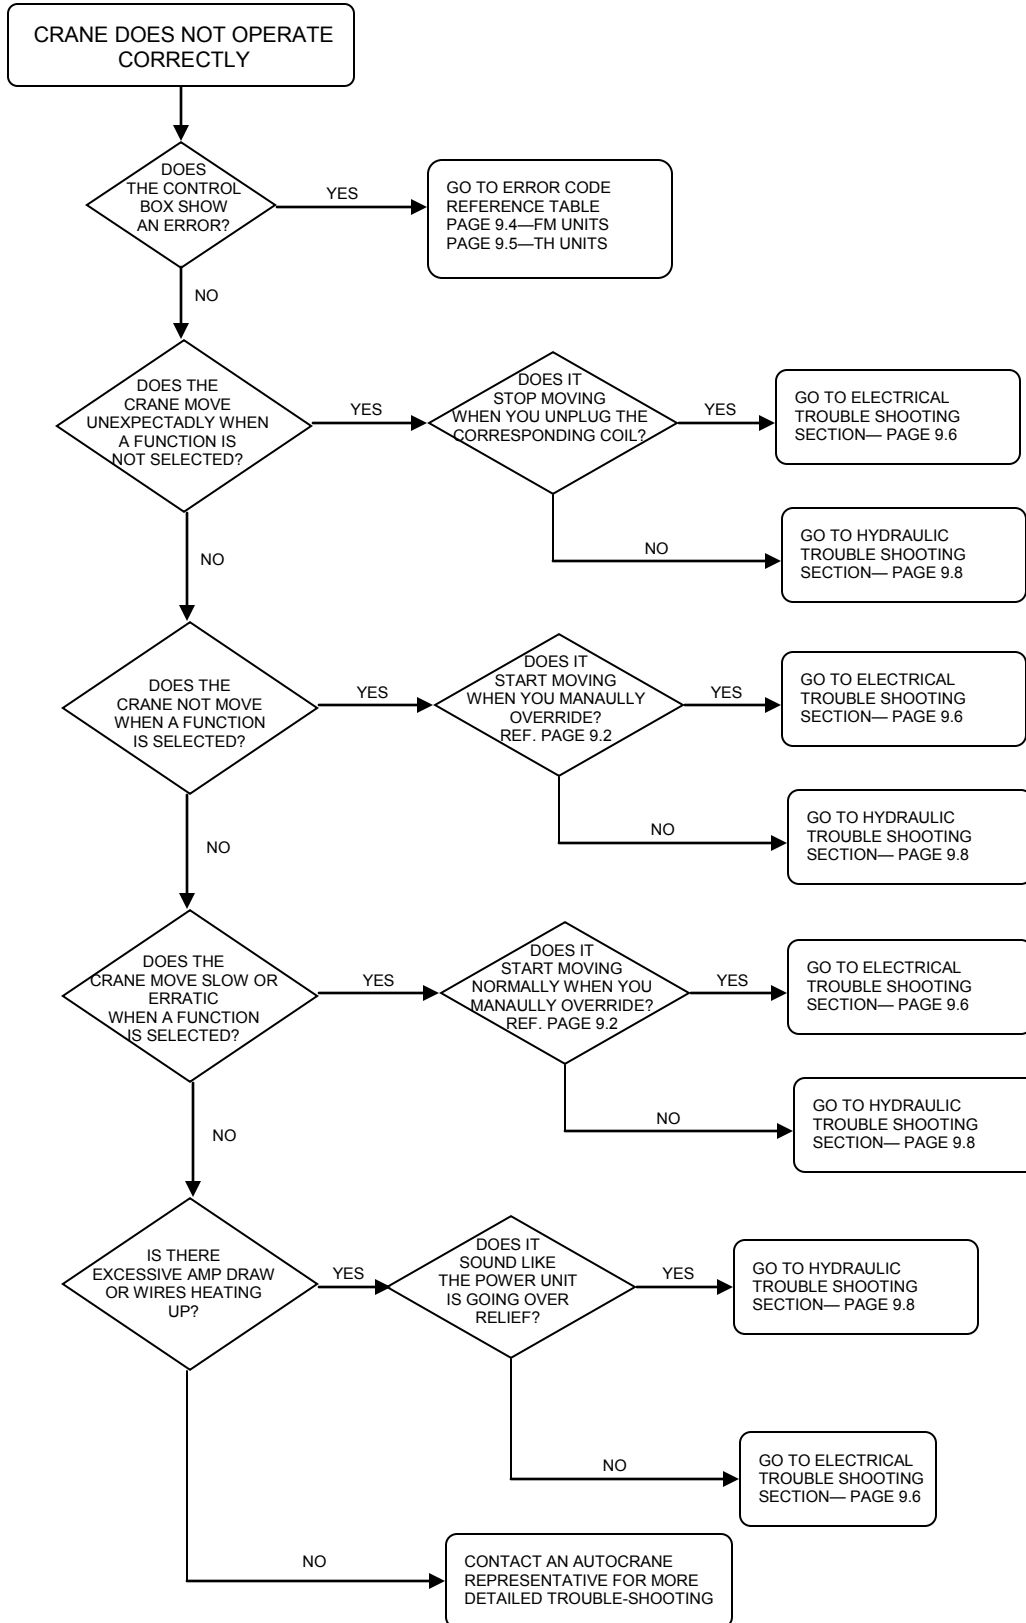 CRANE DOES NOT OPERATE
CORRECTLY
DOES
THE CONTROL
BOX SHOW
AN ERROR?
YES
GO TO ERROR CODE
REFERENCE TABLE
PAGE 9.4—FM UNITS
PAGE 9.5—TH UNITS
NO
DOES THE
CRANE MOVE
UNEXPECTADLY WHEN
A FUNCTION IS
NOT SELECTED?
YES
DOES IT
STOP MOVING
WHEN YOU UNPLUG THE
CORRESPONDING COIL?
YES
GO TO ELECTRICAL
TROUBLE SHOOTING
SECTION— PAGE 9.6
NO
GO TO HYDRAULIC
TROUBLE SHOOTING
SECTION— PAGE 9.8
NO
DOES THE
CRANE NOT MOVE
WHEN A FUNCTION
IS SELECTED?
YES
DOES IT
START MOVING
WHEN YOU MANAULLY
OVERRIDE?
REF. PAGE 9.2
YES
GO TO ELECTRICAL
TROUBLE SHOOTING
SECTION— PAGE 9.6
NO
GO TO HYDRAULIC
TROUBLE SHOOTING
SECTION— PAGE 9.8
NO
DOES THE
CRANE MOVE SLOW OR
ERRATIC
WHEN A FUNCTION
IS SELECTED?
YES
DOES IT
START MOVING
NORMALLY WHEN YOU
MANAULLY OVERRIDE?
REF. PAGE 9.2
YES
GO TO ELECTRICAL
TROUBLE SHOOTING
SECTION— PAGE 9.6
NO
GO TO HYDRAULIC
TROUBLE SHOOTING
SECTION— PAGE 9.8
NO
IS THERE
EXCESSIVE AMP DRAW
OR WIRES HEATING
UP?
YES
DOES IT
SOUND LIKE
THE POWER UNIT
IS GOING OVER
RELIEF?
YES
GO TO HYDRAULIC
TROUBLE SHOOTING
SECTION— PAGE 9.8
NO
GO TO ELECTRICAL
TROUBLE SHOOTING
SECTION— PAGE 9.6
NO
CONTACT AN AUTOCRANE
REPRESENTATIVE FOR MORE
DETAILED TROUBLE-SHOOTING